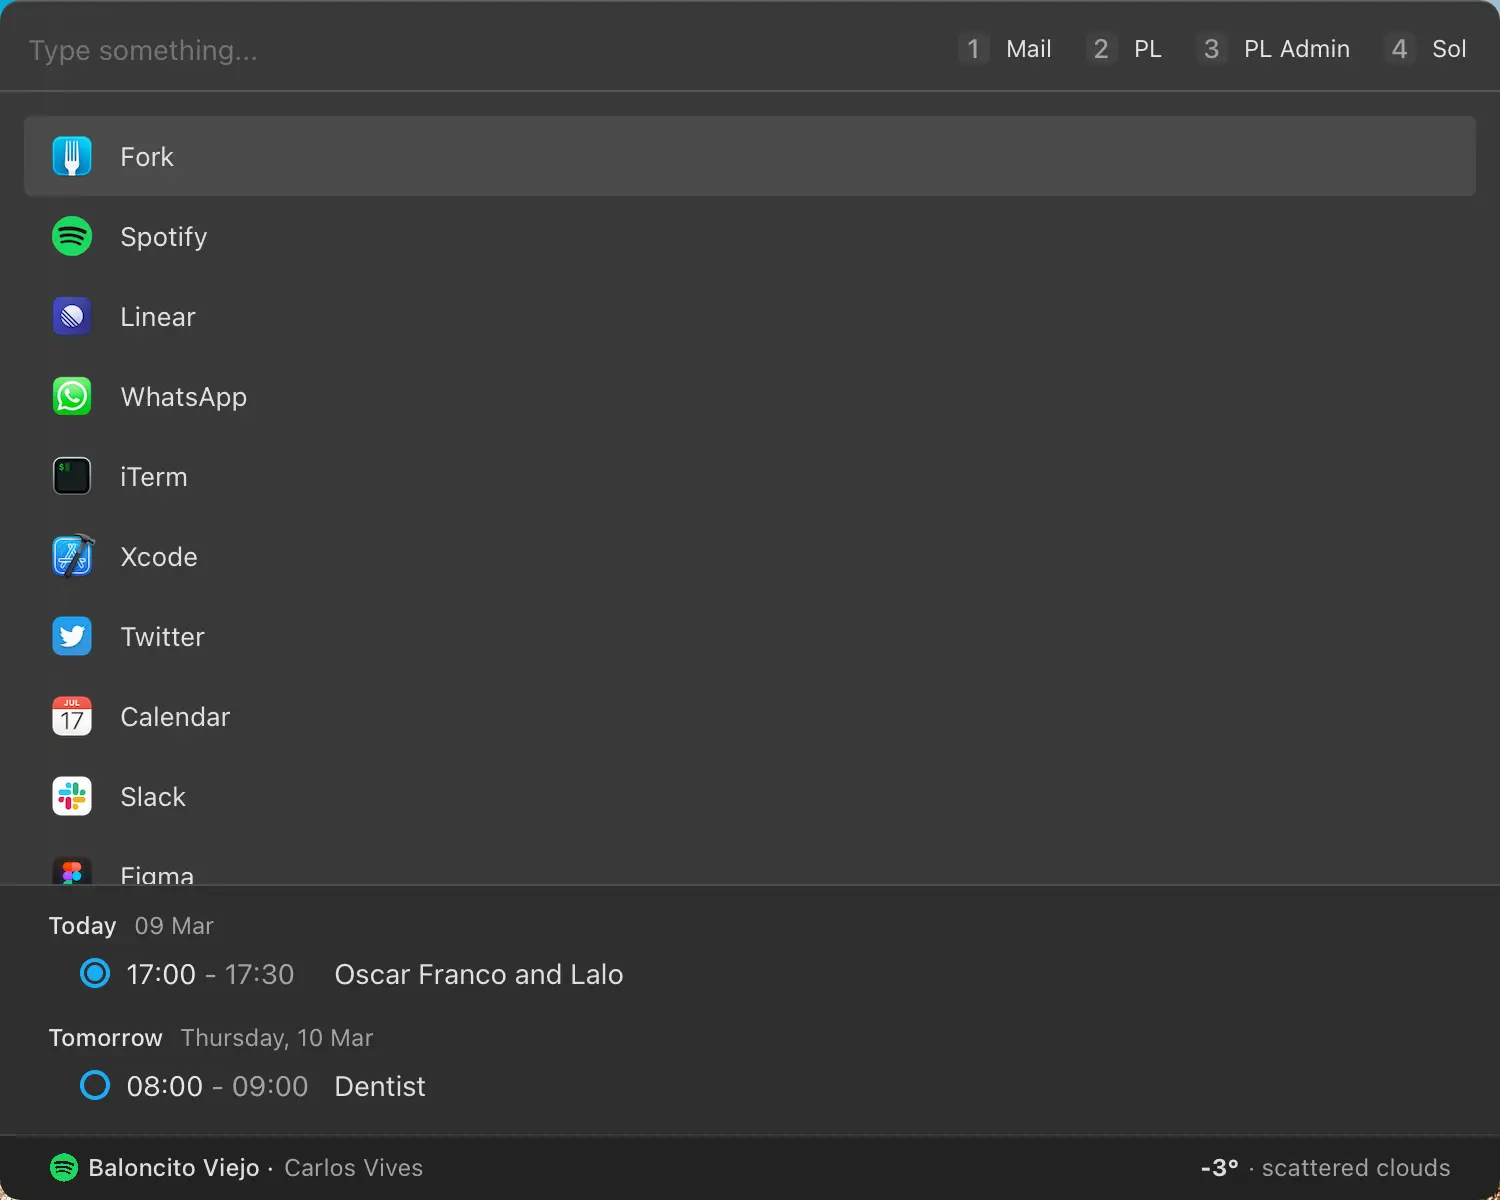 Type something... 1 Mail 2 PL 3 PL Admin 4 Sol
Fork
Spotify
Linear
WhatsApp
$
iTerm
Xcode
Twitter
JUL
17
Calendar
Slack
Figma
Today 09 Mar
17:00 - 17:30 Oscar Franco and Lalo
Tomorrow Thursday, 10 Mar
08:00 - 09:00 Dentist
Baloncito Viejo · Carlos Vives -3° · scattered clouds